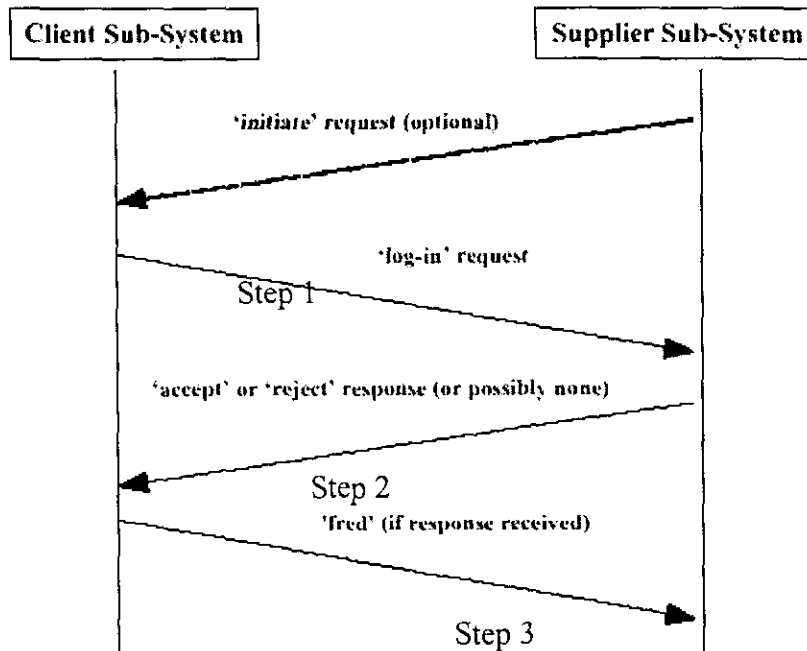 Client Sub-System
Supplier Sub-System
‘initiate’ request (optional)
‘log-in’ request
Step 1
‘accept’ or ‘reject’ response (or possibly none)
Step 2
'fred' (if response received)
Step 3